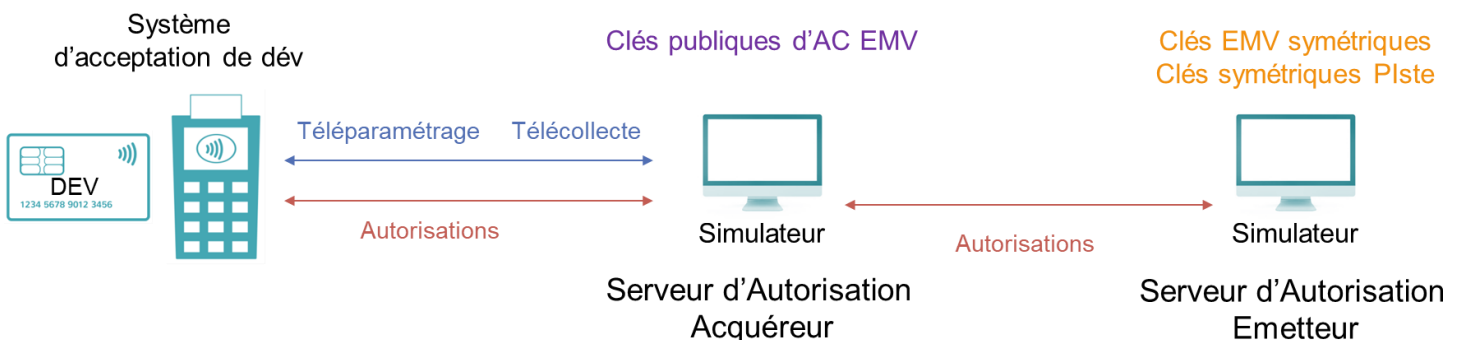 Système
d'acceptation de dév
Clés publiques d'AC EMV
Clés EMV symétriques
Clés symétriques PIste
Téléparamétrage Télécollecte
DEV
1234 5678 9012 3456
Autorisations
Simulateur
Autorisations
Simulateur
Serveur d'Autorisation
Acquéreur
Serveur d'Autorisation
Emetteur